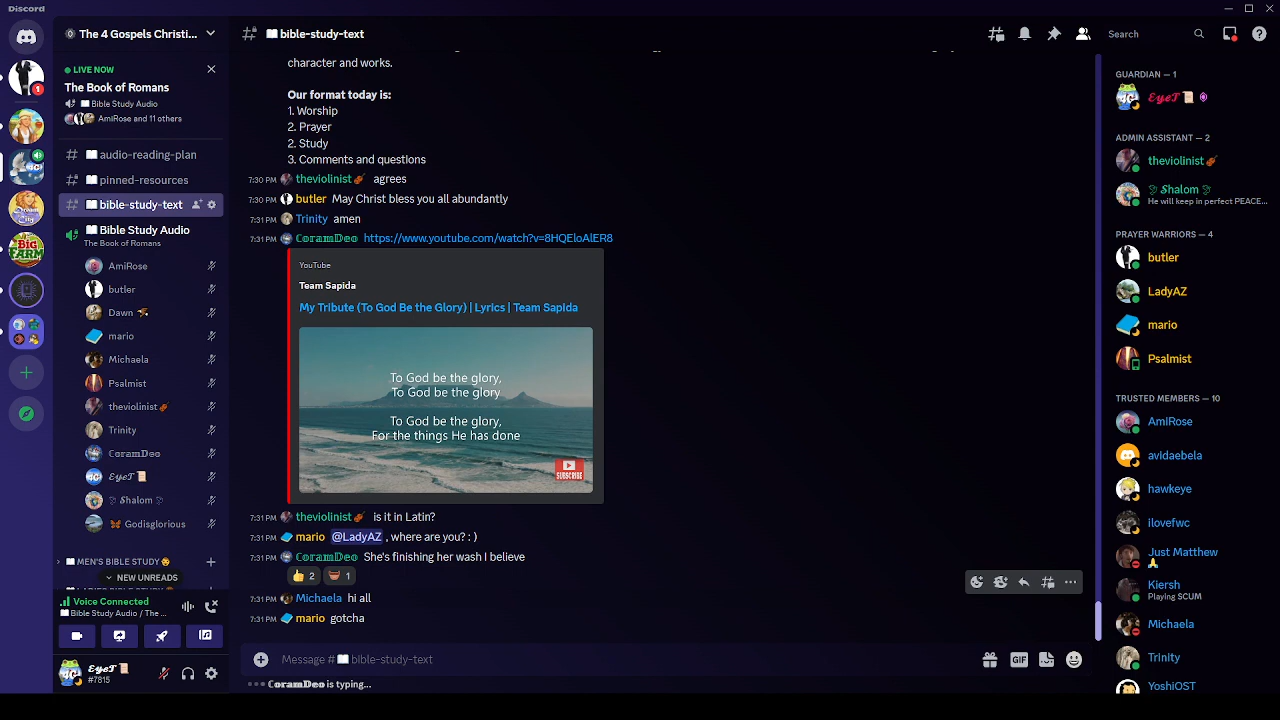 Discord
The 4 Gospels Christi...
bible-study-text
Search
LIVE NOW
The Book of Romans
Bible Study Audio
AmiRose and 11 others
audio-reading-plan
pinned-resources
bible-study-text
Bible Study Audio
The Book of Romans
AmiRose
butler
Dawn
mario
Michaela
Psalmist
theviolinist
Trinity
CoramDeo
EyeT
Shalom
Godisglorious
MEN'S BIBLE STUDY
NEW UNREADS
Voice Connected
Bible Study Audio / The ...
EyeT
#7815
character and works.
Our format today is:
1. Worship
2. Prayer
2. Study
3. Comments and questions
7:30 PM theviolinist agrees
7:30 PM butler May Christ bless you all abundantly
7:31 PM Trinity amen
7:31 PM CoramDeo https://www.youtube.com/watch?v=8HQEloAlER8
YouTube
Team Sapida
My Tribute (To God Be the Glory) | Lyrics | Team Sapida
To God be the glory,
To God be the glory
To God be the glory,
For the things He has done
SUBSCRIBE
7:31 PM theviolinist is it in Latin?
7:31 PM mario @LadyAZ , where are you? : )
7:31 PM CoramDeo She's finishing her wash I believe
2 1
7:31 PM Michaela hi all
7:31 PM mario gotcha
Message # bible-study-text
GIF
CoramDeo is typing...
GUARDIAN — 1
EyeT
ADMIN ASSISTANT — 2
theviolinist
Shalom
He will keep in perfect PEACE...
PRAYER WARRIORS — 4
butler
LadyAZ
mario
Psalmist
TRUSTED MEMBERS — 10
AmiRose
avidaebela
hawkeye
ilovefwc
Just Matthew
Kiersh
Playing SCUM
Michaela
Trinity
YoshiOST